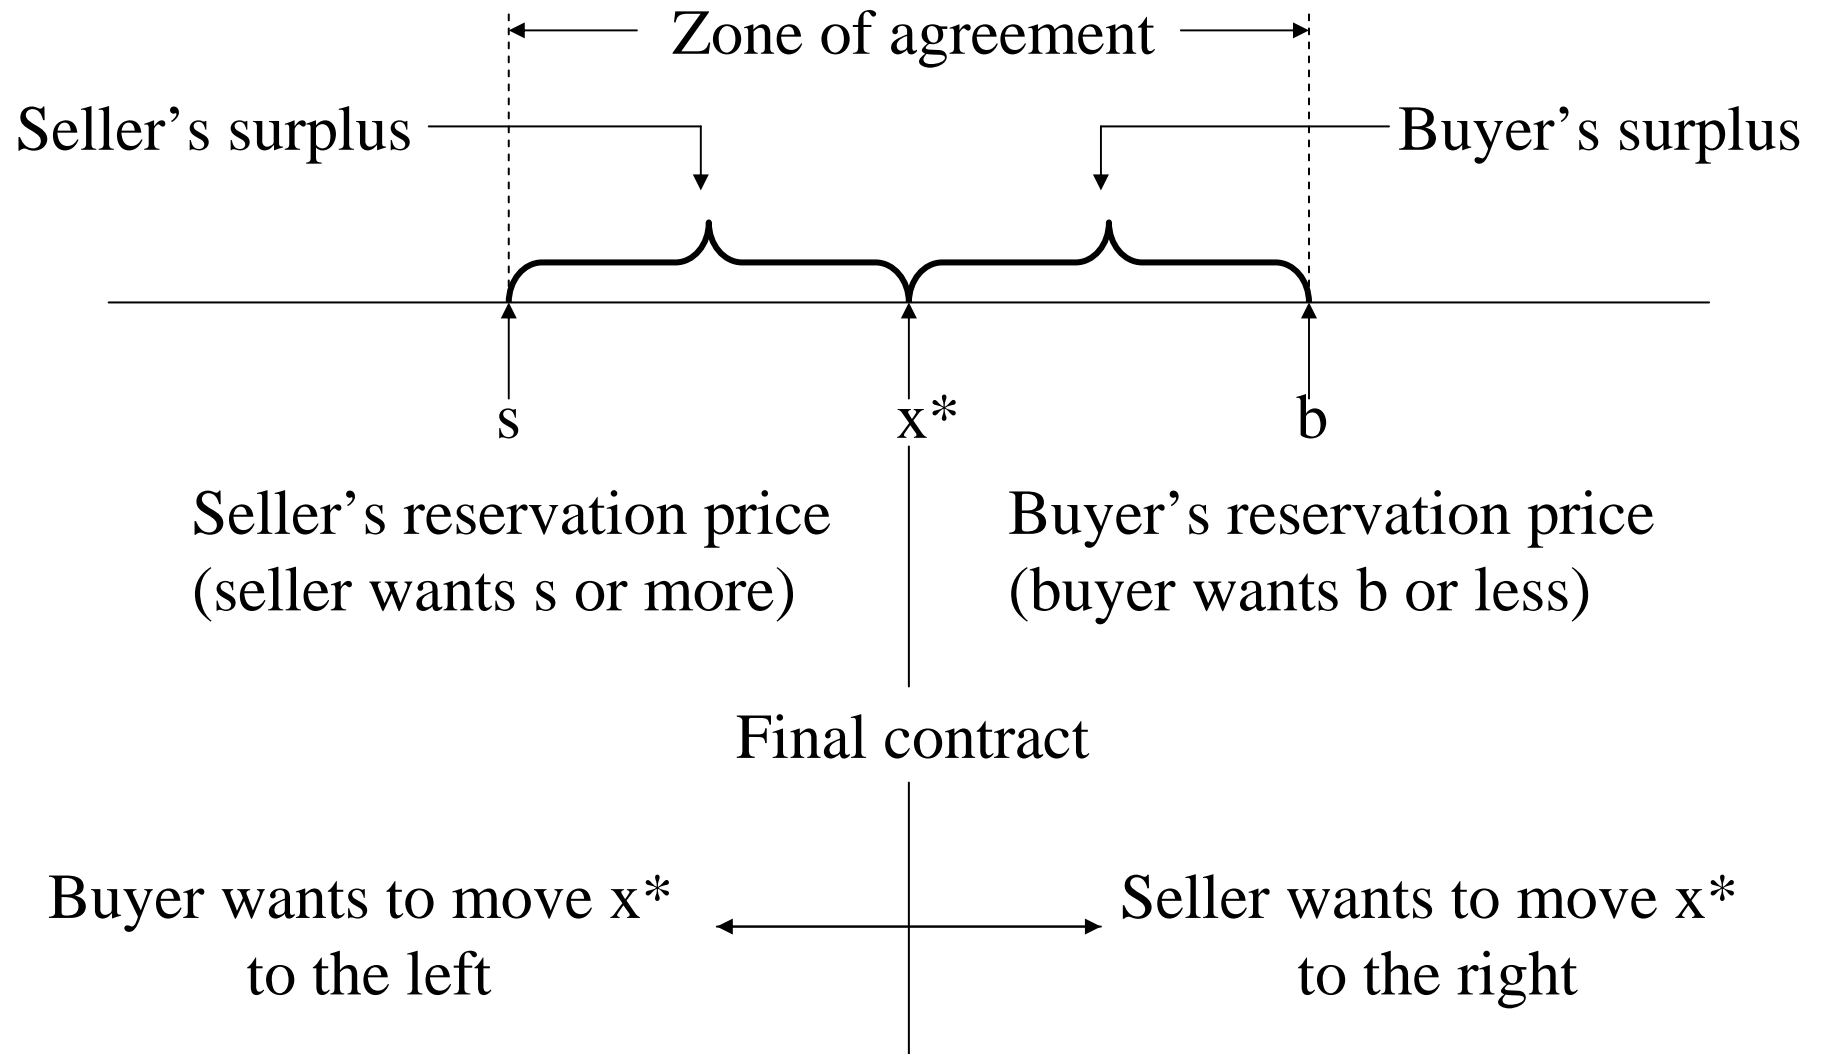 Zone of agreement
Seller’s surplus
Buyer’s surplus
s
x*
b
Seller’s reservation price
(seller wants s or more)
Buyer’s reservation price
(buyer wants b or less)
Final contract
Buyer wants to move x*
to the left
Seller wants to move x*
to the right